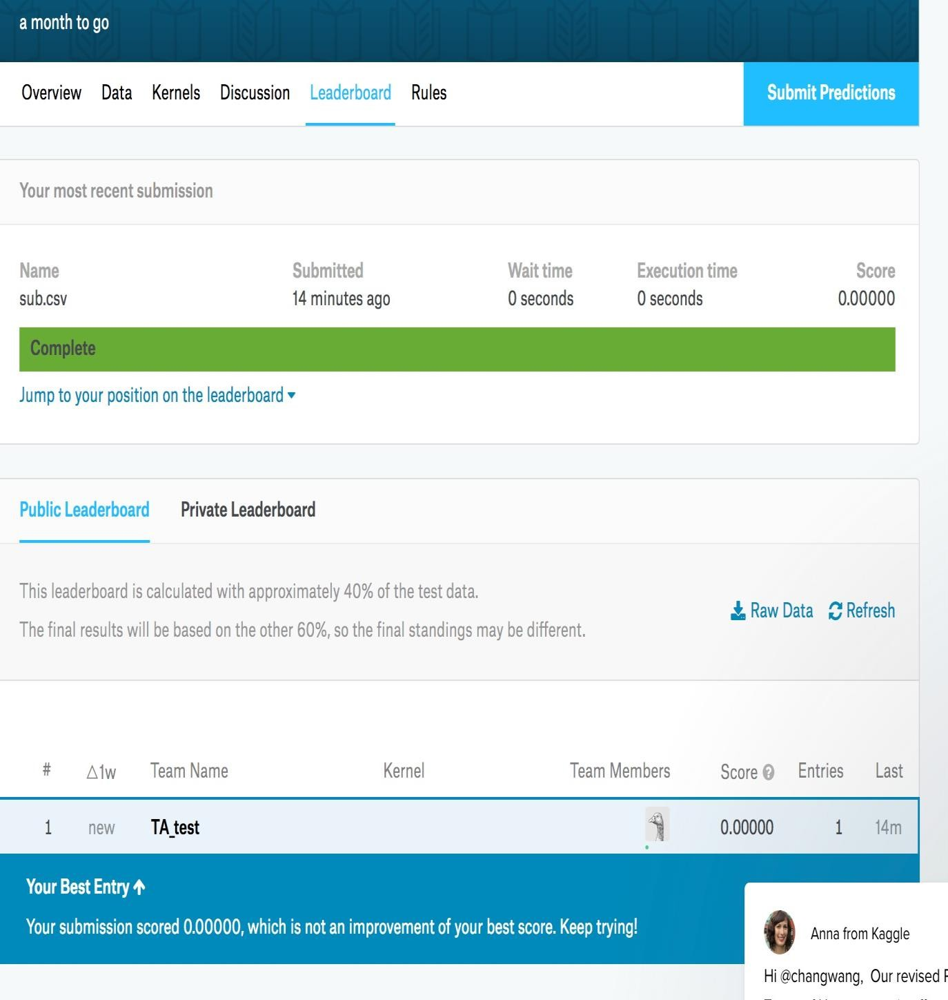 a month to go
Overview Data Kernels Discussion Leaderboard Rules Submit Predictions
Your most recent submission
Name Submitted Wait time Execution time Score
sub.csv 14 minutes ago 0 seconds 0 seconds 0.00000
Complete
Jump to your position on the leaderboard
Public Leaderboard Private Leaderboard
This leaderboard is calculated with approximately 40% of the test data.
The final results will be based on the other 60%, so the final standings may be different.
Raw Data Refresh
# △1w Team Name Kernel Team Members Score ? Entries Last
1 new TA_test 0.00000 1 14m
Your Best Entry ↑
Your submission scored 0.00000, which is not an improvement of your best score. Keep trying!
Anna from Kaggle
Hi @changwang, Our revised